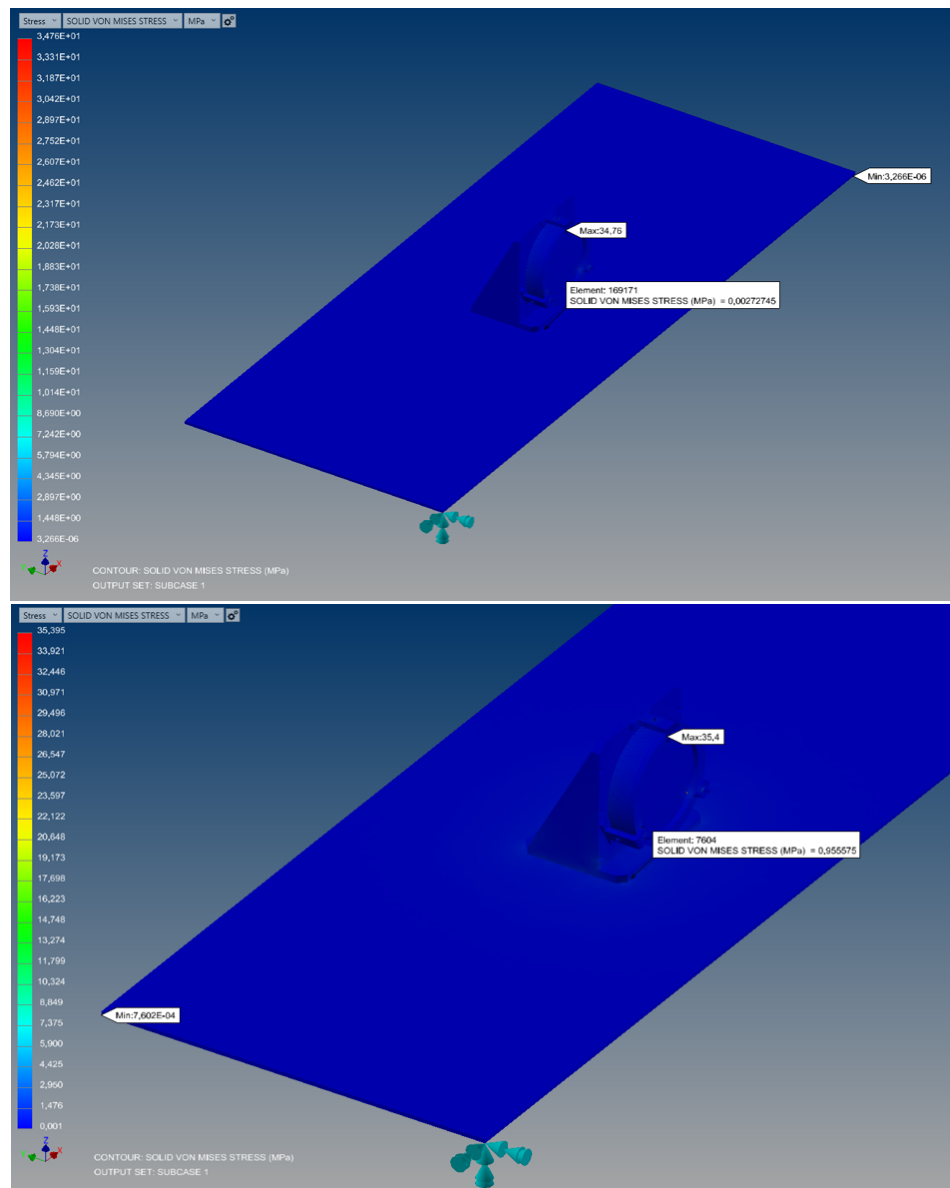 Stress SOLID VON MISES STRESS MPa
3,476E+01
3,331E+01
3,187E+01
3,042E+01
2,897E+01
2,752E+01
2,607E+01
2,462E+01
2,317E+01
2,173E+01
2,028E+01
1,883E+01
1,738E+01
1,593E+01
1,448E+01
1,304E+01
1,159E+01
1,014E+01
8,690E+00
7,242E+00
5,794E+00
4,345E+00
2,897E+00
1,448E+00
3,266E-06
Min:3,266E-06
Max:34,76
Element: 169171
SOLID VON MISES STRESS (MPa) = 0,00272745
Z
X
CONTOUR: SOLID VON MISES STRESS (MPa)
OUTPUT SET: SUBCASE 1
Stress SOLID VON MISES STRESS MPa
35,395
33,921
32,446
30,971
29,496
28,021
26,547
25,072
23,597
22,122
20,648
19,173
17,698
16,223
14,748
13,274
11,799
10,324
8,849
7,375
5,900
4,425
2,950
1,476
0,001
Max:35,4
Element: 7604
SOLID VON MISES STRESS (MPa) = 0,955575
Min:7,602E-04
Z
X
CONTOUR: SOLID VON MISES STRESS (MPa)
OUTPUT SET: SUBCASE 1